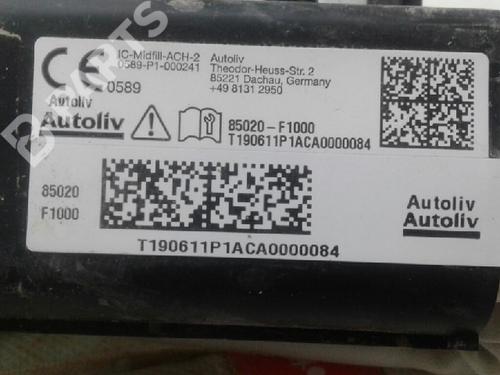 IC-Midfill-ACH-2
0589-P1-000241
Autoliv
Theodor-Heuss-Str. 2
85221 Dachau, Germany
+49 8131 2950
CE
0589
Autoliv
Autoliv
85020-F1000
T190611P1ACA0000084
85020
F1000
Autoliv
Autoliv
T190611P1ACA0000084